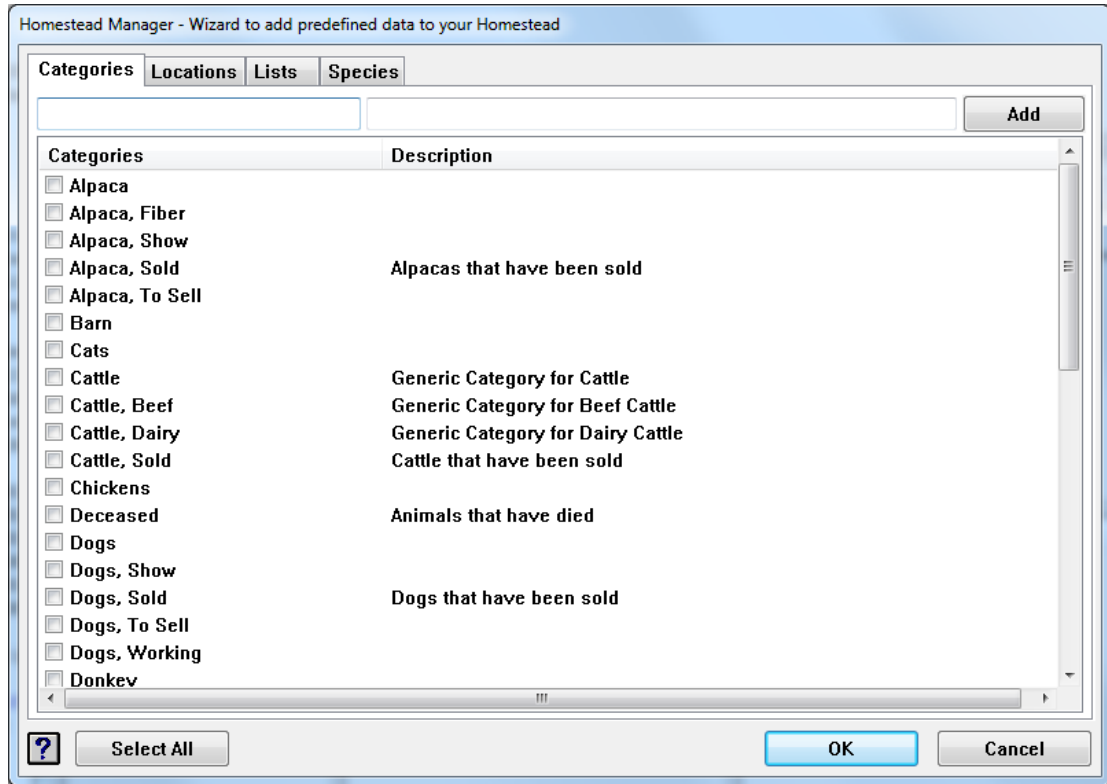 Homestead Manager - Wizard to add predefined data to your Homestead
Categories Locations Lists Species
Add
Categories Description
Alpaca
Alpaca, Fiber
Alpaca, Show
Alpaca, Sold Alpacas that have been sold
Alpaca, To Sell
Barn
Cats
Cattle Generic Category for Cattle
Cattle, Beef Generic Category for Beef Cattle
Cattle, Dairy Generic Category for Dairy Cattle
Cattle, Sold Cattle that have been sold
Chickens
Deceased Animals that have died
Dogs
Dogs, Show
Dogs, Sold Dogs that have been sold
Dogs, To Sell
Dogs, Working
Donkey
? Select All OK Cancel